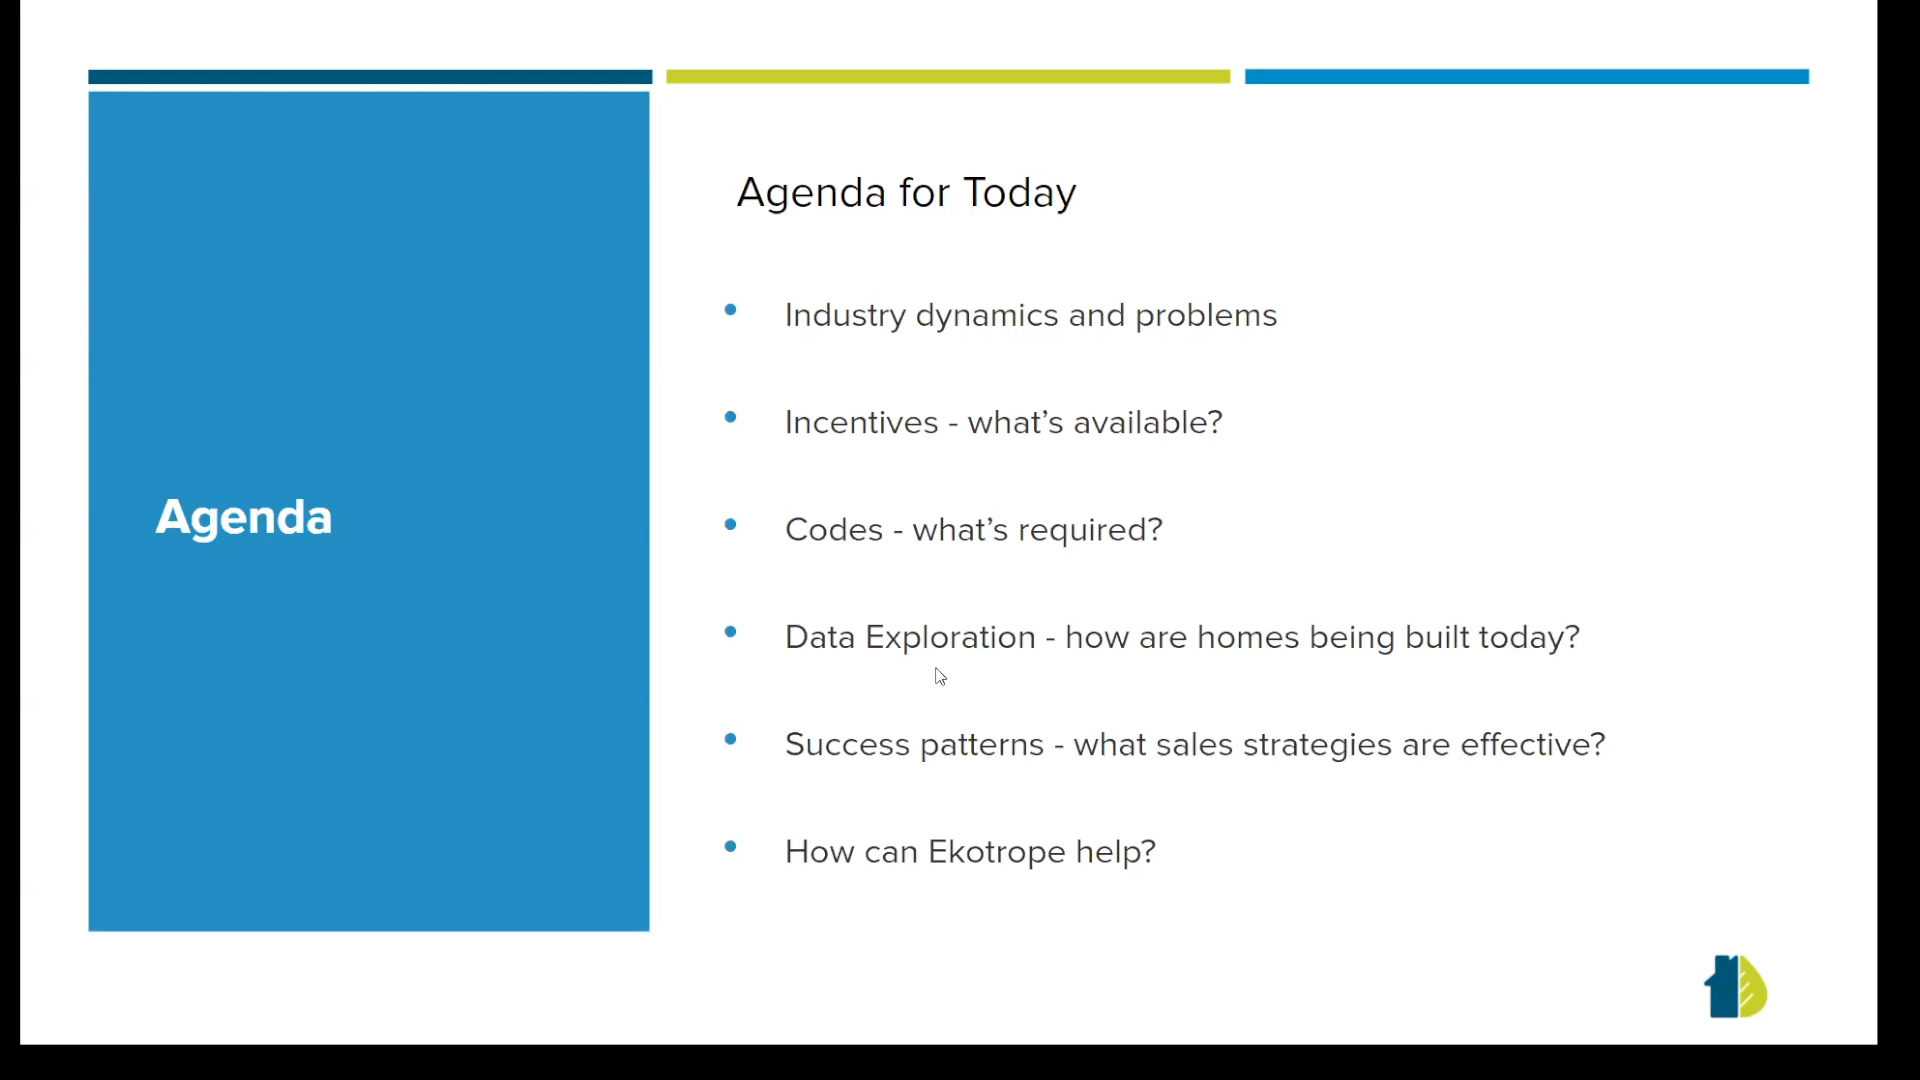 Agenda
Agenda for Today
• Industry dynamics and problems
• Incentives - what’s available?
• Codes - what’s required?
• Data Exploration - how are homes being built today?
• Success patterns - what sales strategies are effective?
• How can Ekotrope help?